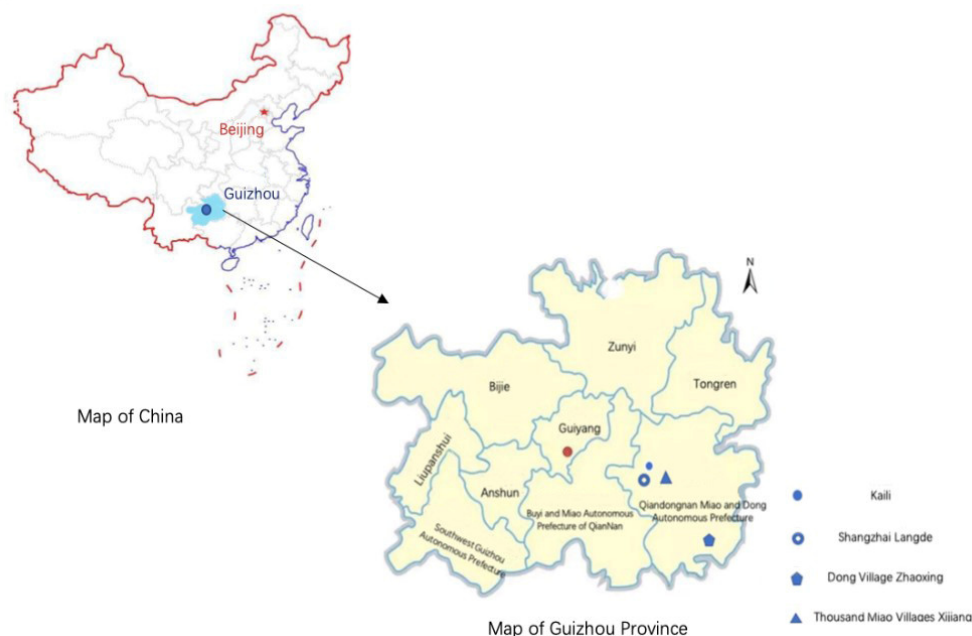 Beijing
Guizhou
Map of China
N
Zunyi
Bijie
Tongren
Guiyang
Liupanshui
Anshun
Buyi and Miao Autonomous
Prefecture of QianNan
Qiandongnan Miao and Dong
Autonomous Prefecture
Southwest Guizhou
Autonomous Prefecture
Kaili
Shangzhai Langde
Dong Village Zhaoxing
Thousand Miao Villages Xijiang
Map of Guizhou Province